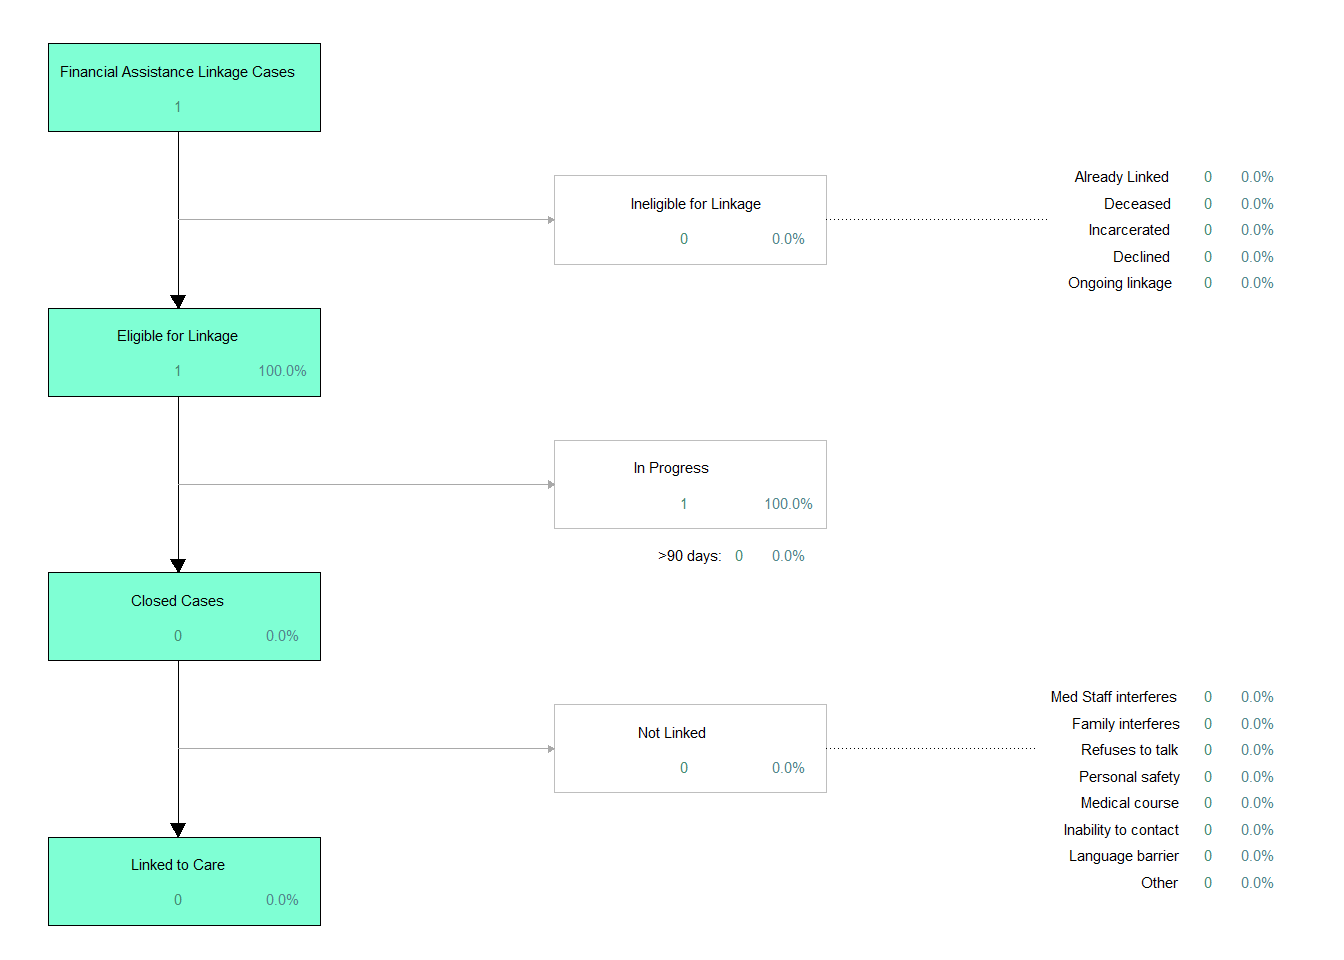 Financial Assistance Linkage Cases
1
Ineligible for Linkage
0 0.0%
Already Linked 0 0.0%
Deceased 0 0.0%
Incarcerated 0 0.0%
Declined 0 0.0%
Ongoing linkage 0 0.0%
Eligible for Linkage
1 100.0%
In Progress
1 100.0%
>90 days: 0 0.0%
Closed Cases
0 0.0%
Not Linked
0 0.0%
Med Staff interferes 0 0.0%
Family interferes 0 0.0%
Refuses to talk 0 0.0%
Personal safety 0 0.0%
Medical course 0 0.0%
Inability to contact 0 0.0%
Language barrier 0 0.0%
Other 0 0.0%
Linked to Care
0 0.0%